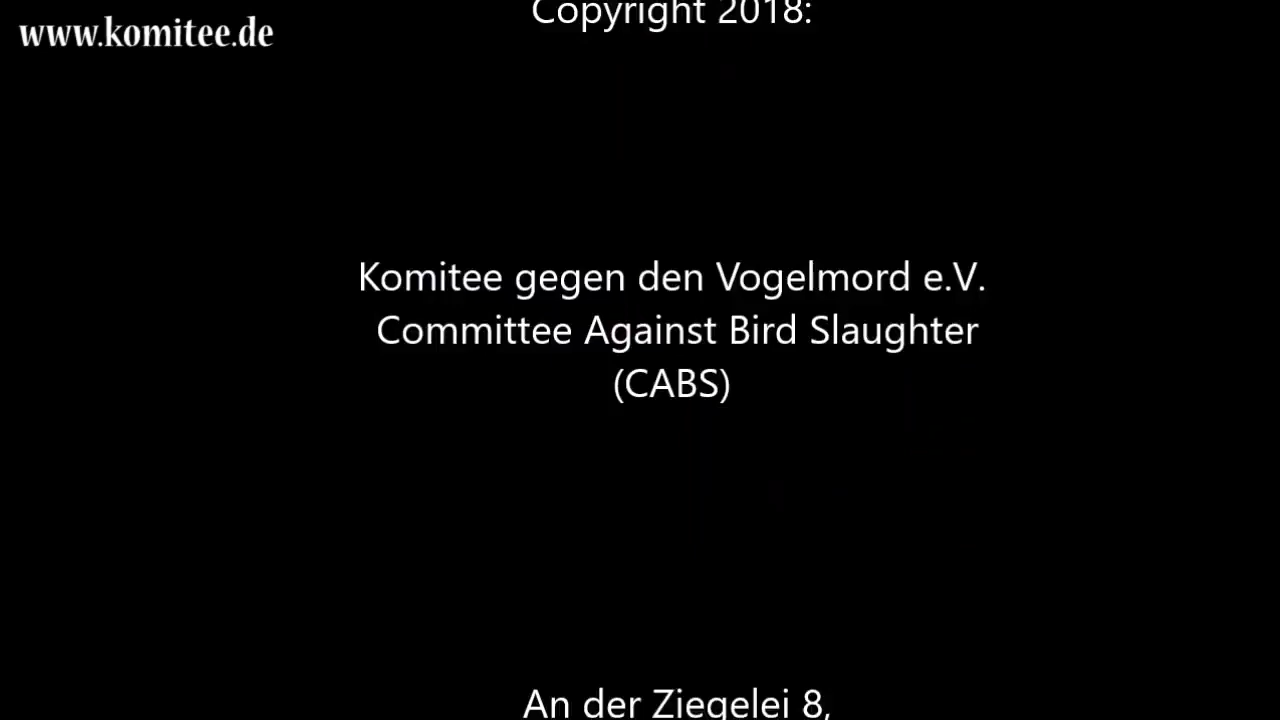 www.komitee.de
Copyright 2018:
Komitee gegen den Vogelmord e.V.
Committee Against Bird Slaughter
(CABS)
An der Ziegelei 8,